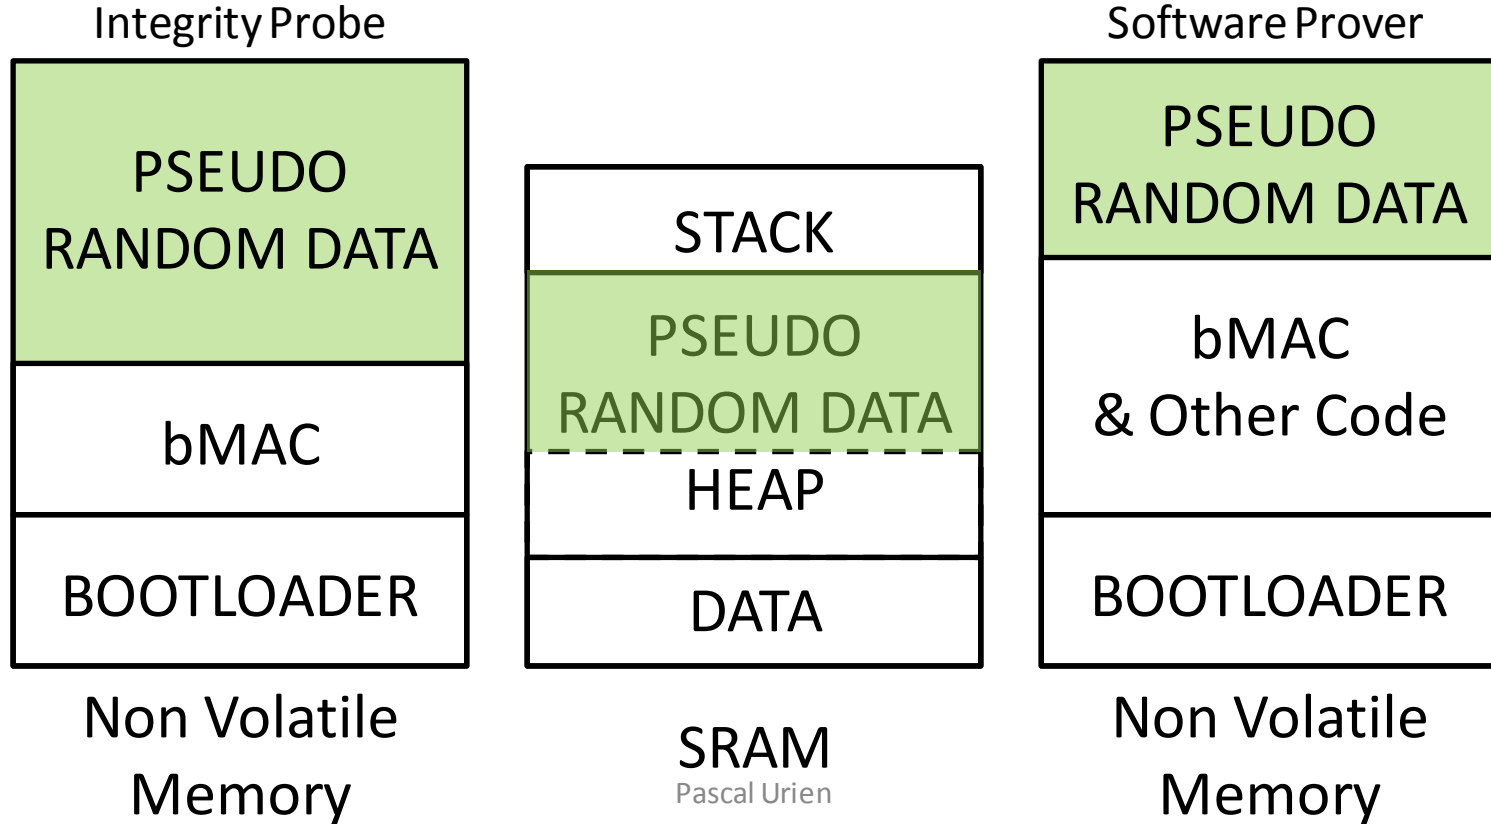 Integrity Probe
PSEUDO
RANDOM DATA
bMAC
BOOTLOADER
Non Volatile
Memory
STACK
PSEUDO
RANDOM DATA
HEAP
DATA
SRAM
Pascal Urien
Software Prover
PSEUDO
RANDOM DATA
bMAC
& Other Code
BOOTLOADER
Non Volatile
Memory